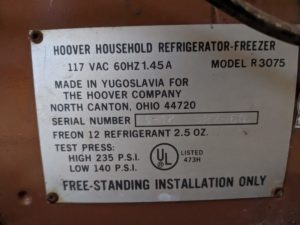 HOOVER HOUSEHOLD REFRIGERATOR-FREEZER
117 VAC 60HZ 1.45A MODEL R3075
MADE IN YUGOSLAVIA FOR
THE HOOVER COMPANY
NORTH CANTON, OHIO 44720
SERIAL NUMBER
FREON 12 REFRIGERANT 2.5 OZ.
TEST PRESS:
HIGH 235 P.S.I.
LOW 140 P.S.I.
UL LISTED
473H
FREE-STANDING INSTALLATION ONLY